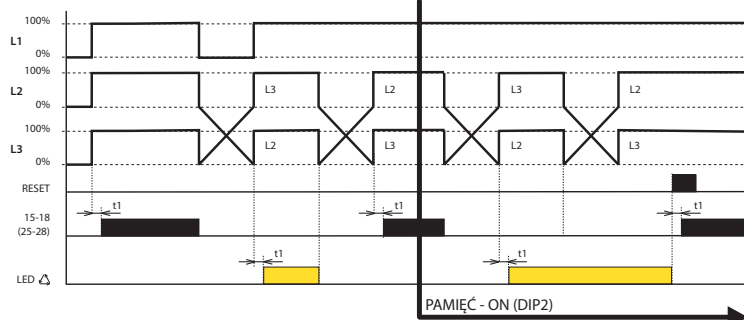 100%
L1
0%
100%
L2
0%
L3
L2
L3
L2
100%
L3
0%
L2
L3
L2
L3
RESET
t1
t1
t1
15-18
(25-28)
t1
t1
LED
PAMIĘĆ - ON (DIP2)